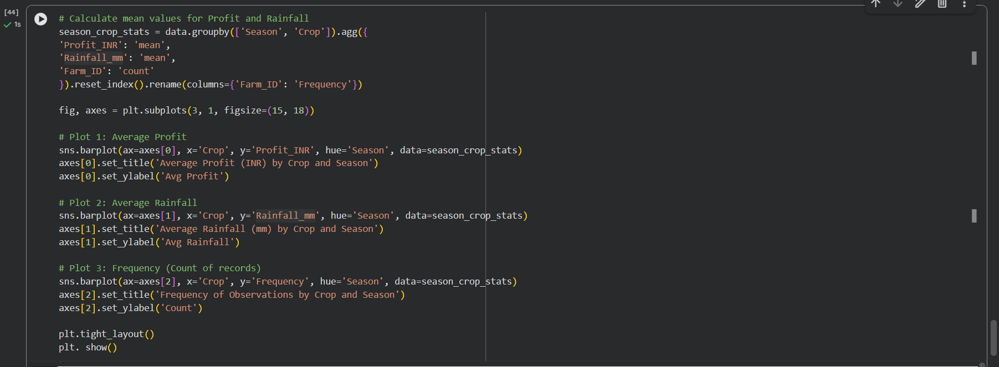 [44]
1s
# Calculate mean values for Profit and Rainfall
season_crop_stats = data.groupby(['Season', 'Crop']).agg({
'Profit_INR': 'mean',
'Rainfall_mm': 'mean',
'Farm_ID': 'count'
}).reset_index().rename(columns={'Farm_ID': 'Frequency'})
fig, axes = plt.subplots(3, 1, figsize=(15, 18))
# Plot 1: Average Profit
sns.barplot(ax=axes[0], x='Crop', y='Profit_INR', hue='Season', data=season_crop_stats)
axes[0].set_title('Average Profit (INR) by Crop and Season')
axes[0].set_ylabel('Avg Profit')
# Plot 2: Average Rainfall
sns.barplot(ax=axes[1], x='Crop', y='Rainfall_mm', hue='Season', data=season_crop_stats)
axes[1].set_title('Average Rainfall (mm) by Crop and Season')
axes[1].set_ylabel('Avg Rainfall')
# Plot 3: Frequency (Count of records)
sns.barplot(ax=axes[2], x='Crop', y='Frequency', hue='Season', data=season_crop_stats)
axes[2].set_title('Frequency of Observations by Crop and Season')
axes[2].set_ylabel('Count')
plt.tight_layout()
plt. show()